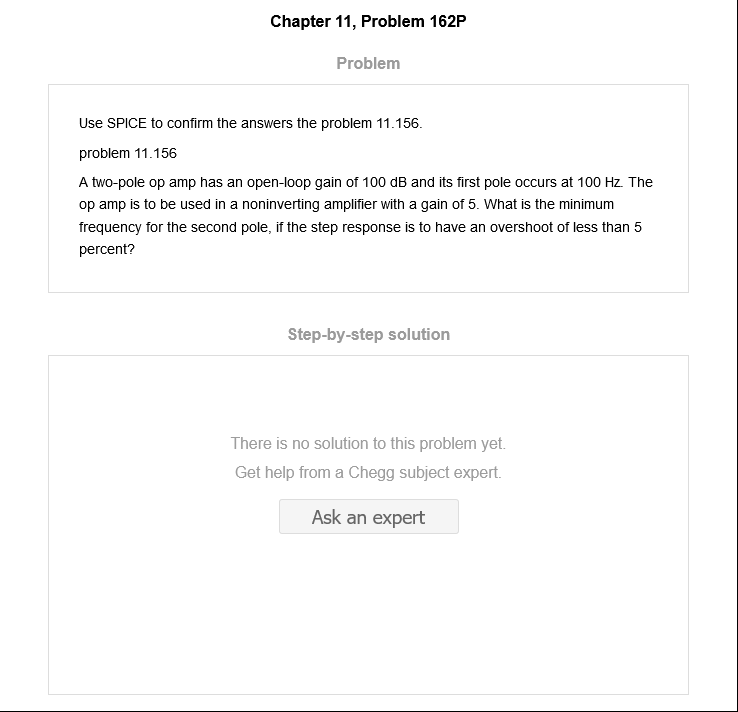 Chapter 11, Problem 162P
Problem
Use SPICE to confirm the answers the problem 11.156.
problem 11.156
A two-pole op amp has an open-loop gain of 100 dB and its first pole occurs at 100 Hz. The
op amp is to be used in a noninverting amplifier with a gain of 5. What is the minimum
frequency for the second pole, if the step response is to have an overshoot of less than 5
percent?
Step-by-step solution
There is no solution to this problem yet.
Get help from a Chegg subject expert.
Ask an expert